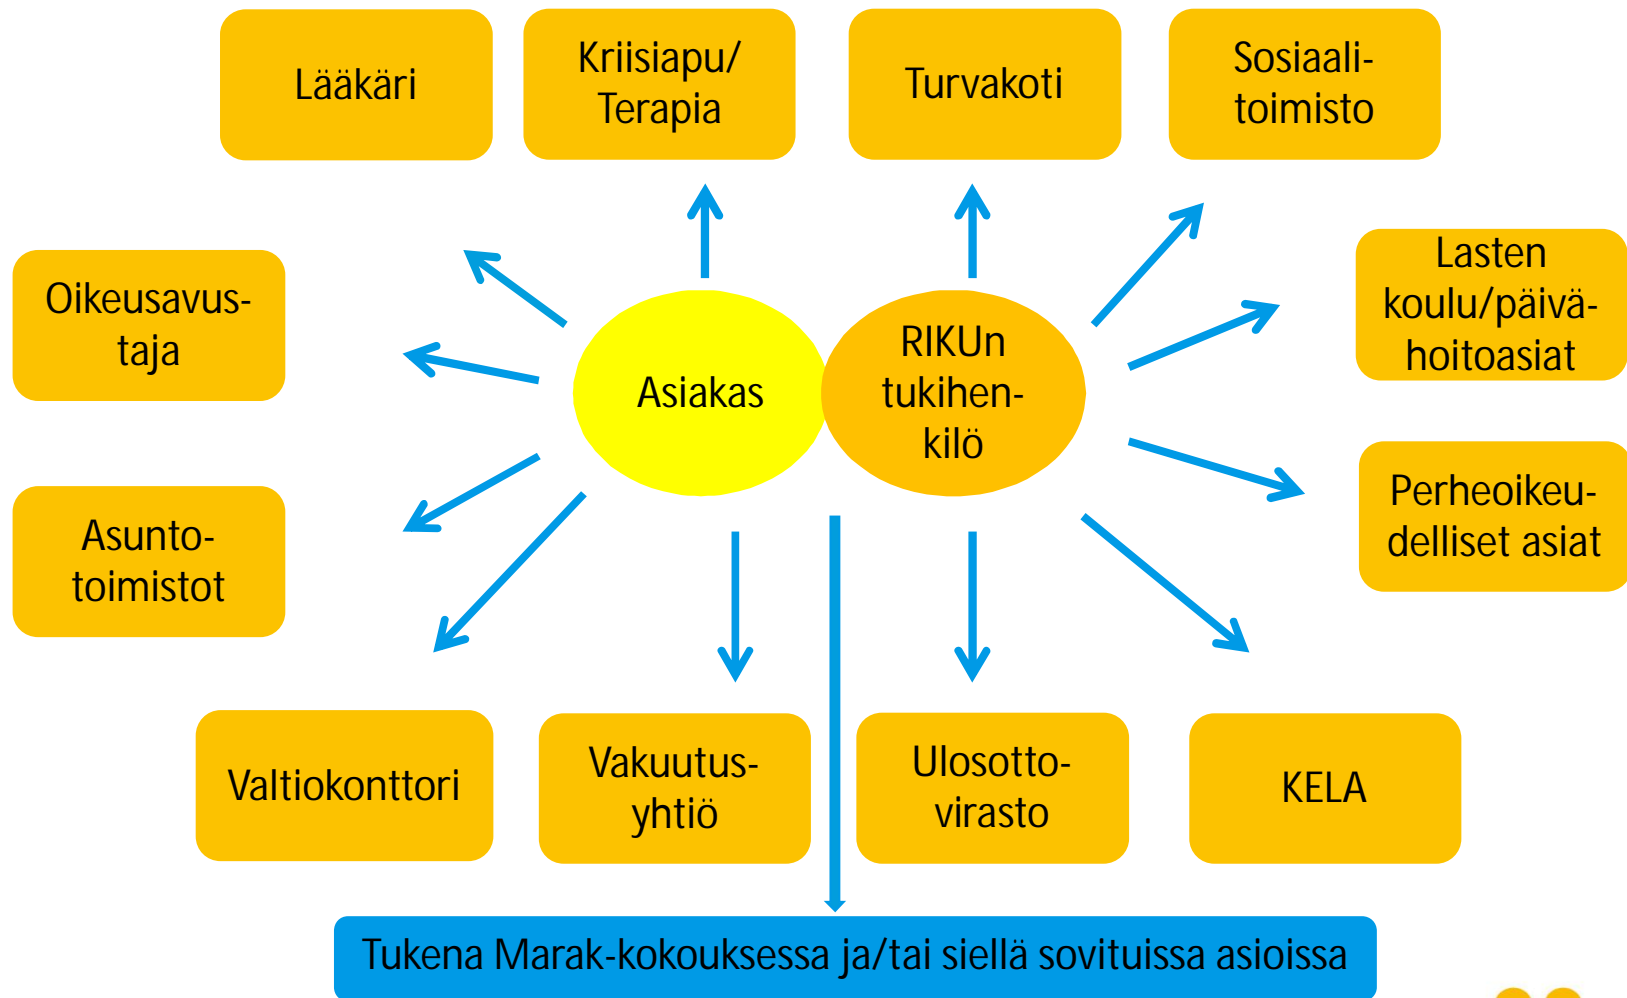 Lääkäri
Kriisiapu/
Terapia
Turvakoti
Sosiaali-
toimisto
Oikeusavus-
taja
Asiakas
RIKUn
tukihen-
kilö
Lasten
koulu/päivä-
hoitoasiat
Asunto-
toimistot
Perheoikeu-
delliset asiat
Valtiokonttori
Vakuutus-
yhtiö
Ulosotto-
virasto
KELA
Tukena Marak-kokouksessa ja/tai siellä sovituissa asioissa